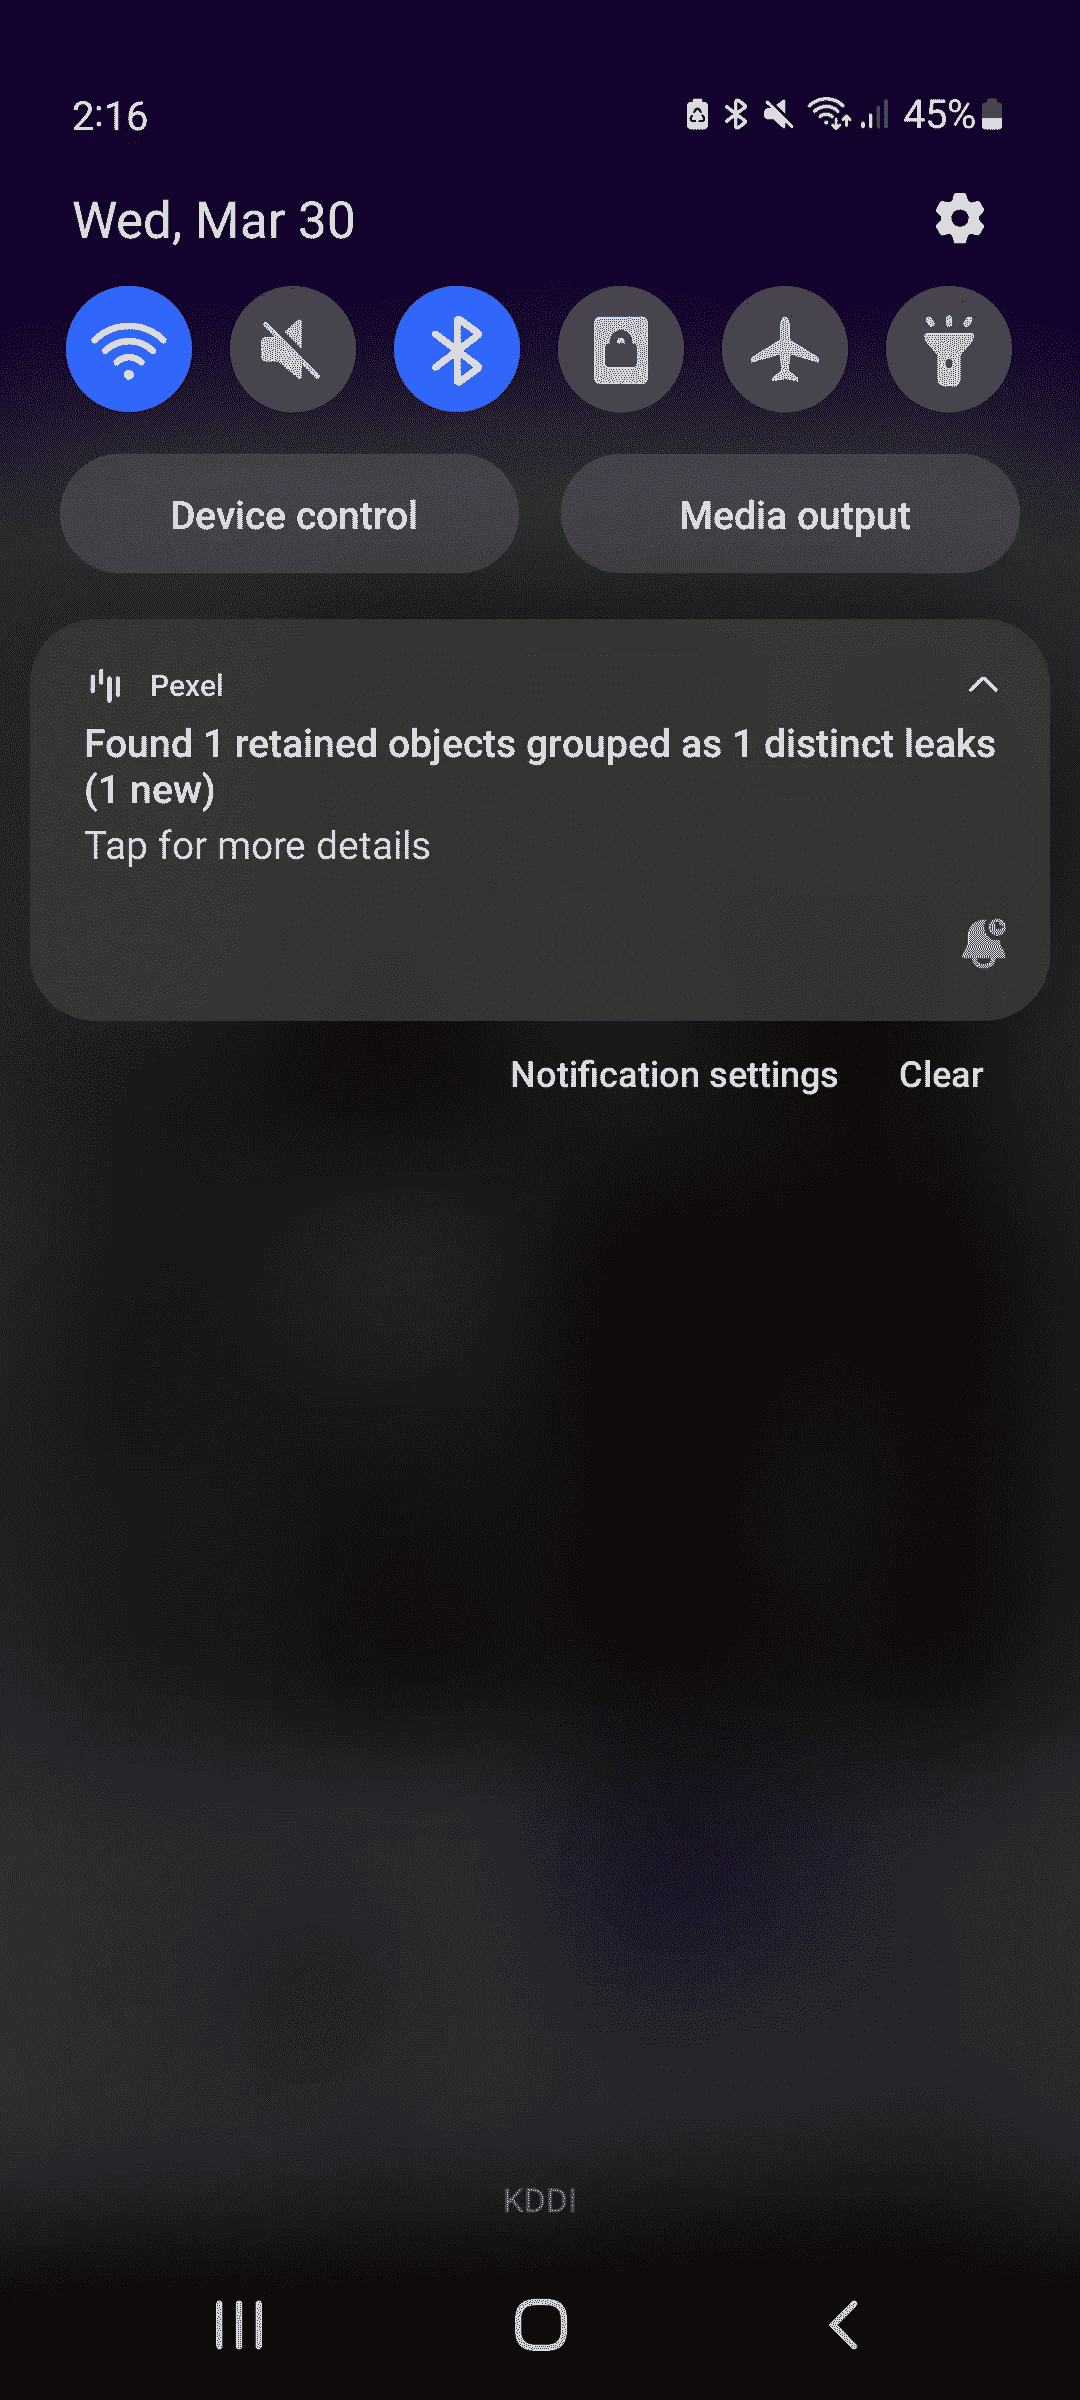 2:16
45%
Wed, Mar 30
Device control
Media output
Pexel
Found 1 retained objects grouped as 1 distinct leaks
(1 new)
Tap for more details
Notification settings
Clear
KDDI